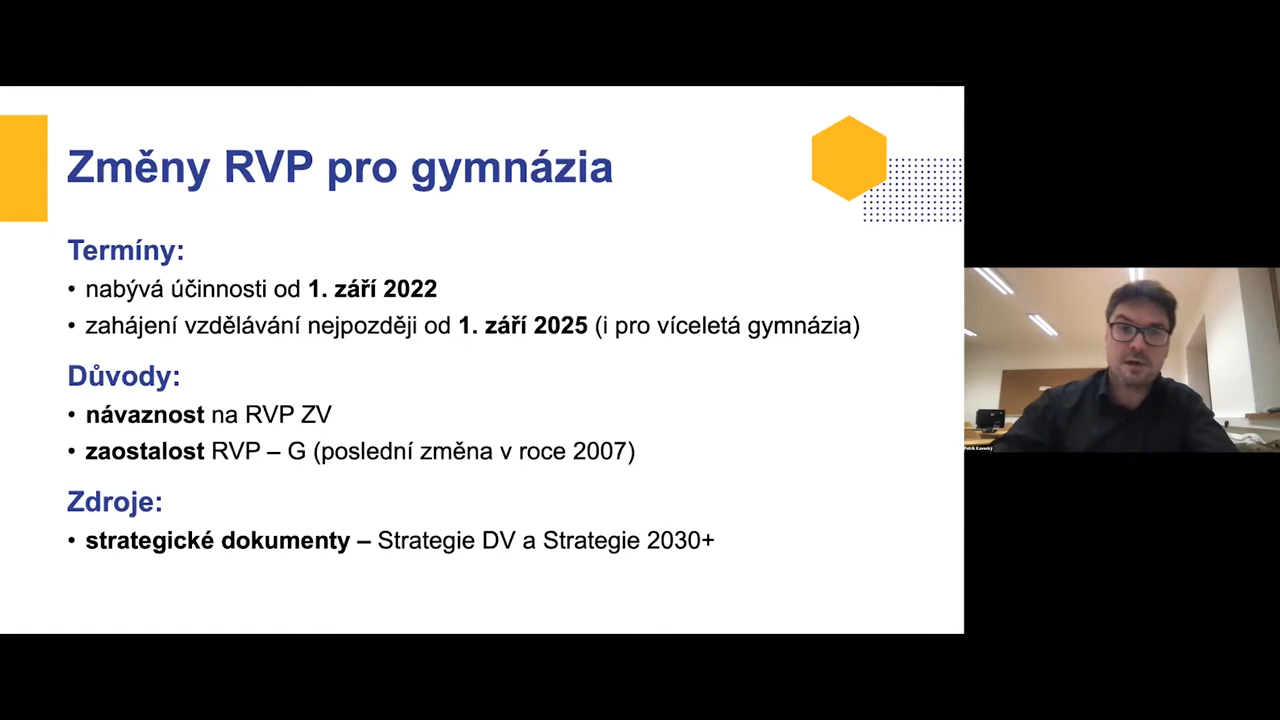 Změny RVP pro gymnázia
Termíny:
• nabývá účinnosti od 1. září 2022
• zahájení vzdělávání nejpozději od 1. září 2025 (i pro víceletá gymnázia)
Důvody:
• návaznost na RVP ZV
• zaostalost RVP – G (poslední změna v roce 2007)
Zdroje:
• strategické dokumenty – Strategie DV a Strategie 2030+
Patrik Kavecký